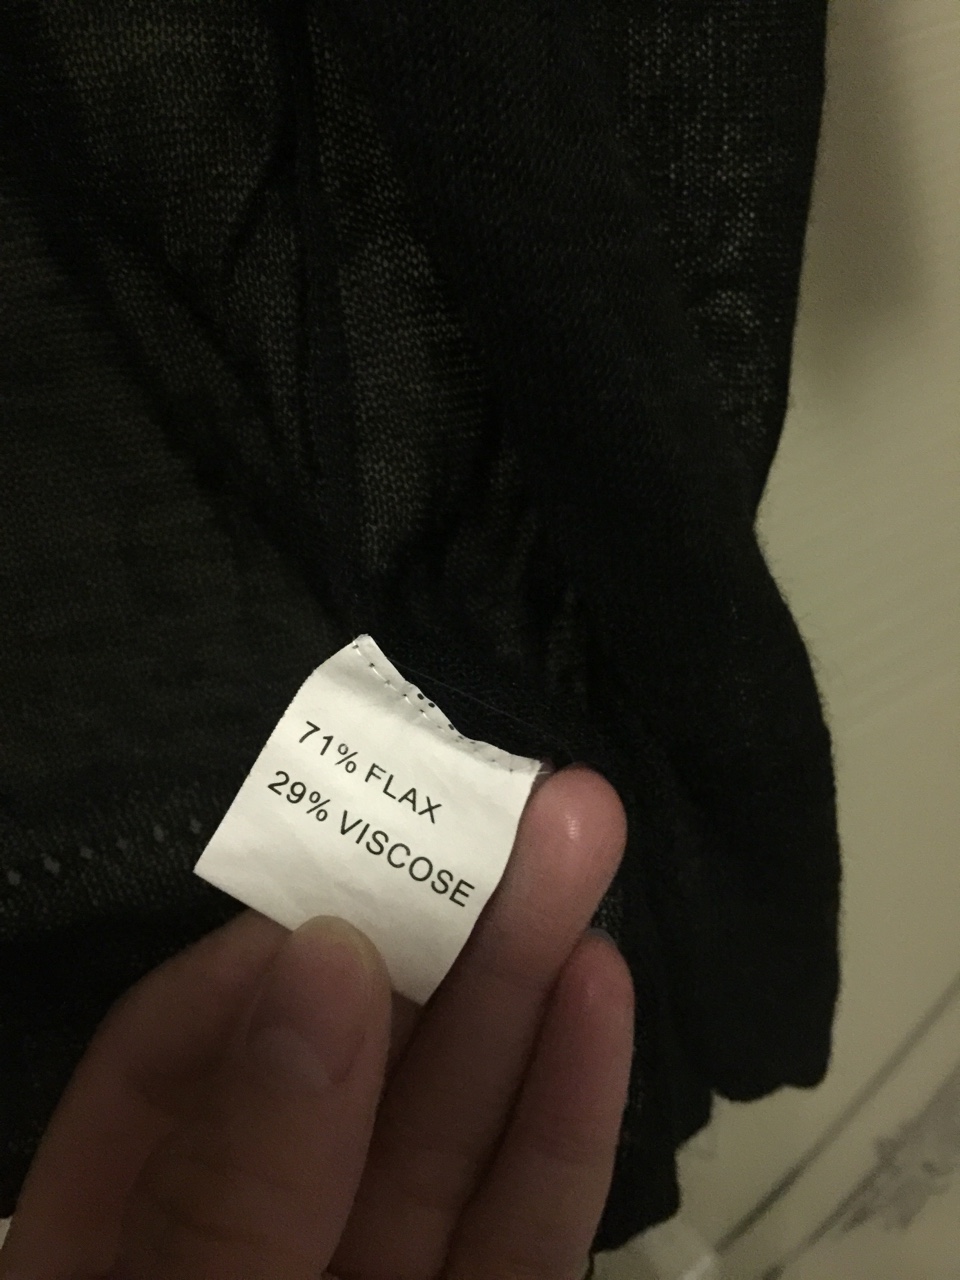 71% FLAX
29% VISCOSE